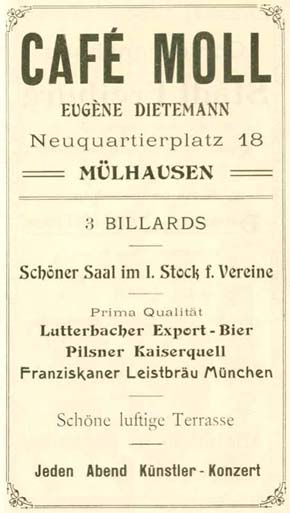 CAFÉ MOLL
EUGÈNE DIETEMANN
Neuquartierplatz 18
MÜLHAUSEN
3 BILLARDS
Schöner Saal im I. Stock f. Vereine
Prima Qualität
Lutterbacher Export-Bier
Pilsner Kaiserquell
Franziskaner Leistbräu München
Schöne luftige Terrasse
Jeden Abend Künstler-Konzert